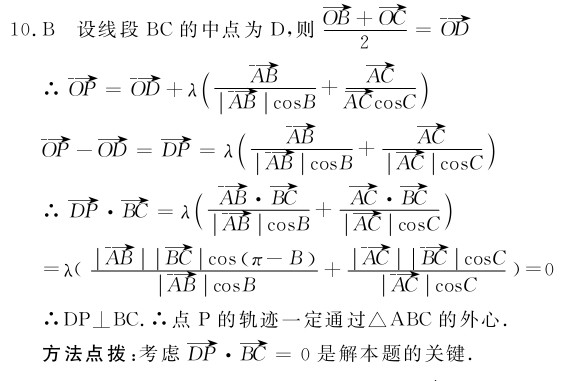 10. B 设线段 BC 的中点为 D,则 $\frac{\overrightarrow{OB}+\overrightarrow{OC}}{2}=\overrightarrow{OD}$
∴ $\overrightarrow{OP}=\overrightarrow{OD}+\lambda\left(\frac{\overrightarrow{AB}}{|\overrightarrow{AB}|\cos B}+\frac{\overrightarrow{AC}}{\overrightarrow{AC}\cos C}\right)$
$\overrightarrow{OP}-\overrightarrow{OD}=\overrightarrow{DP}=\lambda\left(\frac{\overrightarrow{AB}}{|\overrightarrow{AB}|\cos B}+\frac{\overrightarrow{AC}}{|\overrightarrow{AC}|\cos C}\right)$
∴ $\overrightarrow{DP}\cdot\overrightarrow{BC}=\lambda\left(\frac{\overrightarrow{AB}\cdot\overrightarrow{BC}}{|\overrightarrow{AB}|\cos B}+\frac{\overrightarrow{AC}\cdot\overrightarrow{BC}}{|\overrightarrow{AC}|\cos C}\right)$
$=\lambda(\frac{|\overrightarrow{AB}||\overrightarrow{BC}|\cos(\pi-B)}{|\overrightarrow{AB}|\cos B}+\frac{|\overrightarrow{AC}||\overrightarrow{BC}|\cos C}{|\overrightarrow{AC}|\cos C})=0$
∴DP⊥BC.∴点 P 的轨迹一定通过△ABC 的外心.
方法点拨:考虑 $\overrightarrow{DP}\cdot\overrightarrow{BC}=0$ 是解本题的关键.